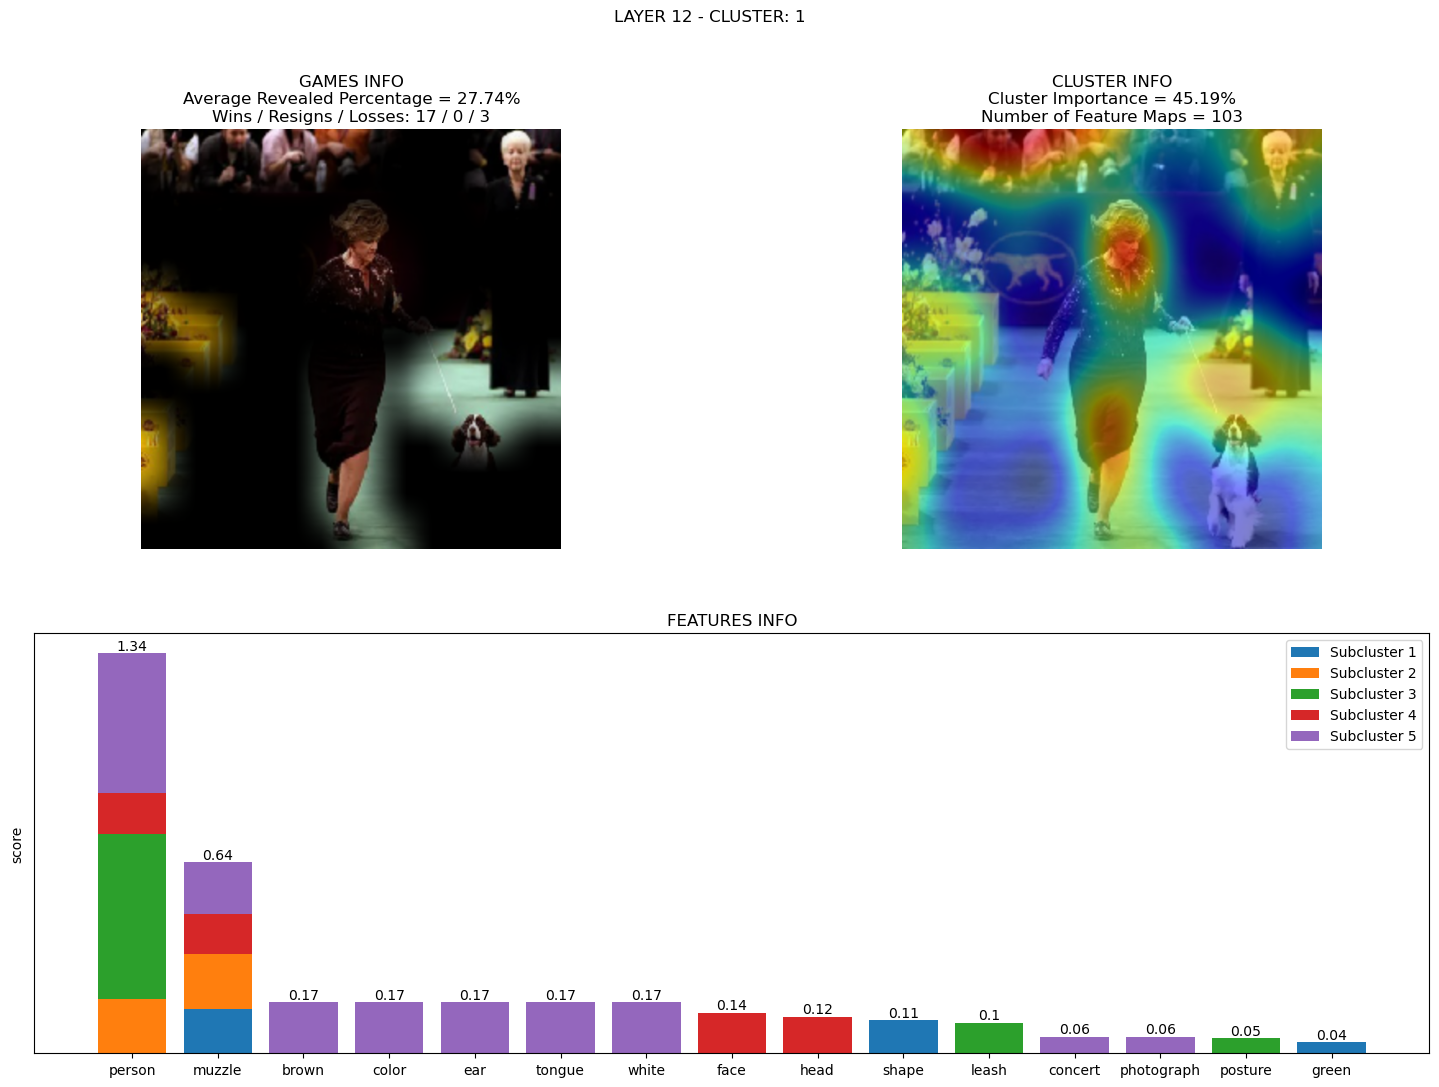 LAYER 12 - CLUSTER: 1
GAMES INFO
Average Revealed Percentage = 27.74%
Wins / Resigns / Losses: 17 / 0 / 3
CLUSTER INFO
Cluster Importance = 45.19%
Number of Feature Maps = 103
FEATURES INFO
score
1.34
0.64
0.17
0.17
0.17
0.17
0.17
0.14
0.12
0.11
0.1
0.06
0.06
0.05
0.04
Subcluster 1
Subcluster 2
Subcluster 3
Subcluster 4
Subcluster 5
person muzzle brown color ear tongue white face head shape leash concert photograph posture green